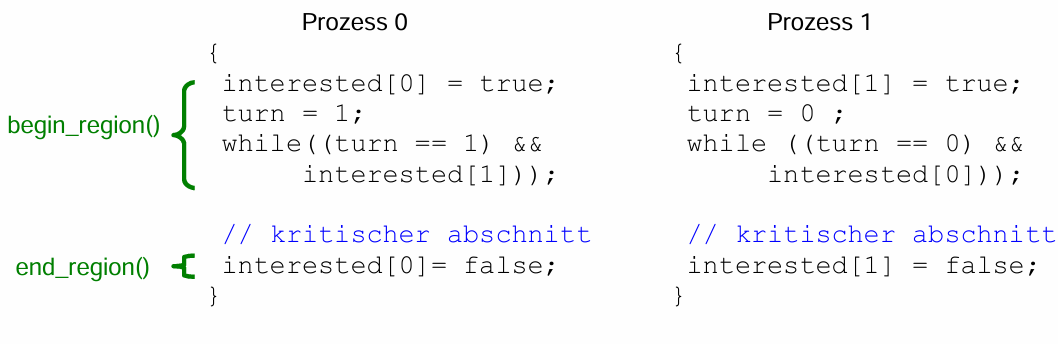 Prozess 0 Prozess 1
{ {
interested[0] = true; interested[1] = true;
turn = 1; turn = 0 ;
begin_region()
while((turn == 1) && while ((turn == 0) &&
interested[1])); interested[0]));
// kritischer abschnitt // kritischer abschnitt
end_region() interested[0]= false; interested[1] = false;
} }